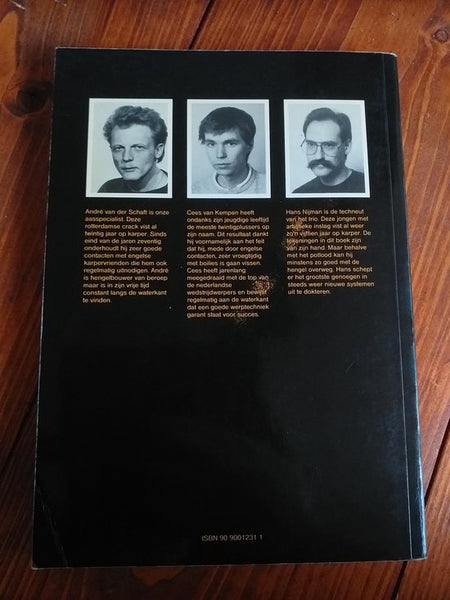 André van der Schaft is onze
aasspecialist. Deze
rotterdamse crack vist al
twintig jaar op karper. Sinds
eind van de jaren zeventig
onderhoudt hij zeer goede
contacten met engelse
karpervrienden die hem ook
regelmatig uitnodigen. André
is hengelbouwer van beroep
maar is in zijn vrije tijd
constant langs de waterkant
te vinden.
Cees van Kempen heeft
ondanks zijn jeugdige leeftijd
de meeste twintigplussers op
zijn naam. Dit resultaat dankt
hij voornamelijk aan het feit
dat hij, mede door engelse
contacten, zeer vroegtijdig
met boilies is gaan vissen.
Cees heeft jarenlang
meegedraaid met de top van
de nederlandse
wedstrijdwerpers en bewijst
regelmatig aan de waterkant
dat een goede werptechniek
garant staat voor succes.
Hans Nijman is de techneut
van het trio. Deze jongen met
artistieke inslag vist al weer
zo'n vijftien jaar op karper. De
tekeningen in dit boek zijn
van zijn hand. Maar behalve
met het potlood kan hij
minstens zo goed met de
hengel overweg. Hans schept
er het grootste genoegen in
steeds weer nieuwe systemen
uit te dokteren.
ISBN 90 9001231 1